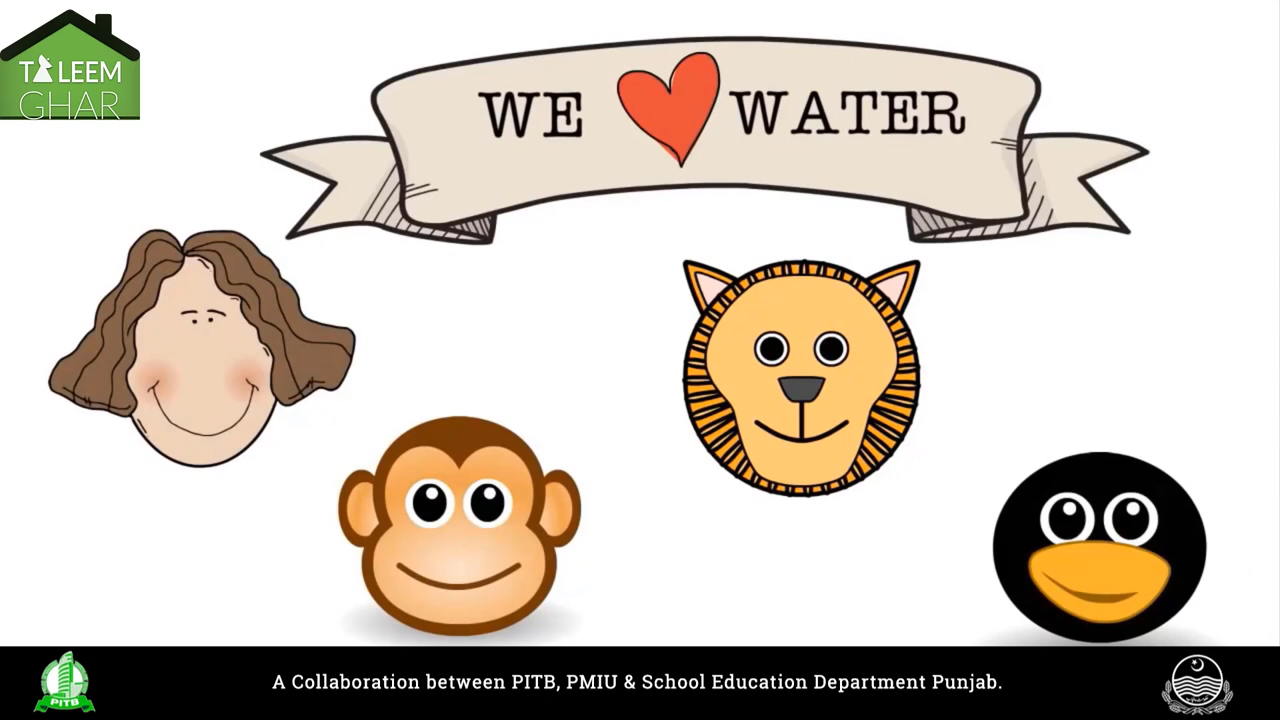 TALEEM
GHAR
WE WATER
PITB
A Collaboration between PITB, PMIU & School Education Department Punjab.